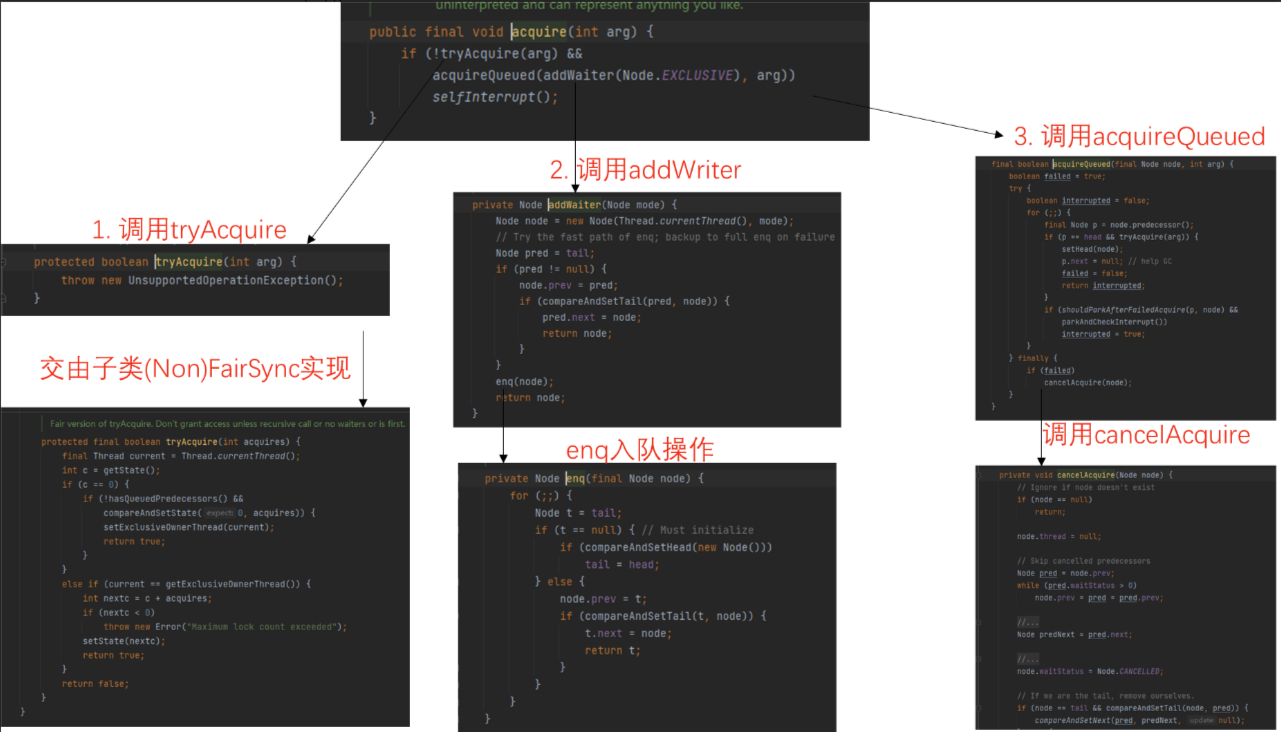 uninterpreted and can represent anything you like.
public final void acquire(int arg) {
if (!tryAcquire(arg) &&
acquireQueued(addWaiter(Node.EXCLUSIVE), arg))
selfInterrupt();
}
1. 调用tryAcquire
protected boolean tryAcquire(int arg) {
throw new UnsupportedOperationException();
}
交由子类(Non)FairSync实现
Fair version of tryAcquire. Don't grant access unless recursive call or no waiters or is first.
protected final boolean tryAcquire(int acquires) {
final Thread current = Thread.currentThread();
int c = getState();
if (c == 0) {
if (!hasQueuedPredecessors() &&
compareAndSetState( expect: 0, acquires)) {
setExclusiveOwnerThread(current);
return true;
}
}
else if (current == getExclusiveOwnerThread()) {
int nextc = c + acquires;
if (nextc < 0)
throw new Error("Maximum lock count exceeded");
setState(nextc);
return true;
}
return false;
}
}
2. 调用addWriter
private Node addWaiter(Node mode) {
Node node = new Node(Thread.currentThread(), mode);
// Try the fast path of enq; backup to full enq on failure
Node pred = tail;
if (pred != null) {
node.prev = pred;
if (compareAndSetTail(pred, node)) {
pred.next = node;
return node;
}
}
enq(node);
return node;
}
enq入队操作
private Node enq(final Node node) {
for (;;) {
Node t = tail;
if (t == null) { // Must initialize
if (compareAndSetHead(new Node()))
tail = head;
} else {
node.prev = t;
if (compareAndSetTail(t, node)) {
t.next = node;
return t;
}
}
}
}
3. 调用acquireQueued
final boolean acquireQueued(final Node node, int arg) {
boolean failed = true;
try {
boolean interrupted = false;
for (;;) {
final Node p = node.predecessor();
if (p == head && tryAcquire(arg)) {
setHead(node);
p.next = null; // help GC
failed = false;
return interrupted;
}
if (shouldParkAfterFailedAcquire(p, node) &&
parkAndCheckInterrupt())
interrupted = true;
}
} finally {
if (failed)
cancelAcquire(node);
}
}
调用cancelAcquire
private void cancelAcquire(Node node) {
// Ignore if node doesn't exist
if (node == null)
return;
node.thread = null;
// Skip cancelled predecessors
Node pred = node.prev;
while (pred.waitStatus > 0)
node.prev = pred = pred.prev;
//...
Node predNext = pred.next;
//...
node.waitStatus = Node.CANCELLED;
// If we are the tail, remove ourselves.
if (node == tail && compareAndSetTail(node, pred)) {
compareAndSetNext(pred, predNext, update: null);